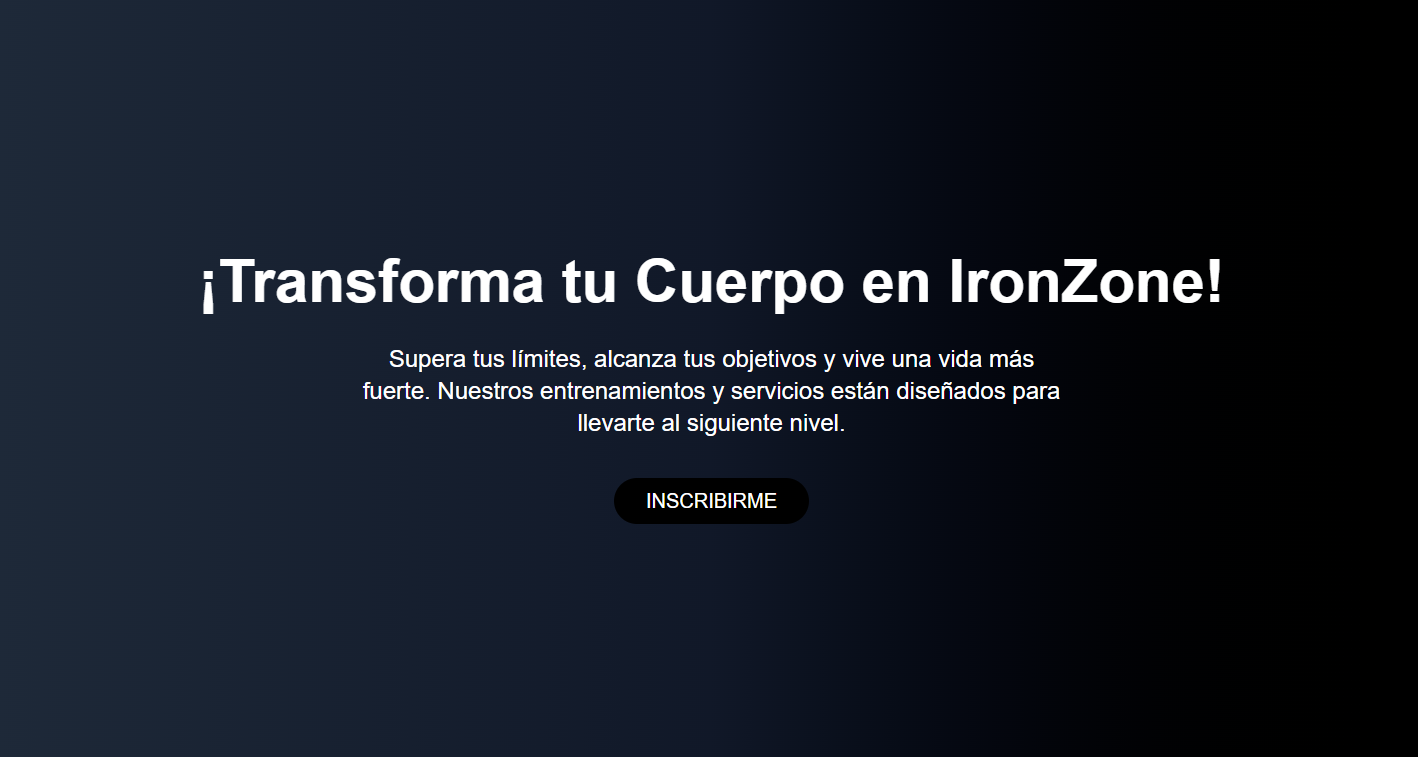 ¡Transforma tu Cuerpo en IronZone!
Supera tus límites, alcanza tus objetivos y vive una vida más
fuerte. Nuestros entrenamientos y servicios están diseñados para
llevarte al siguiente nivel.
INSCRIBIRME